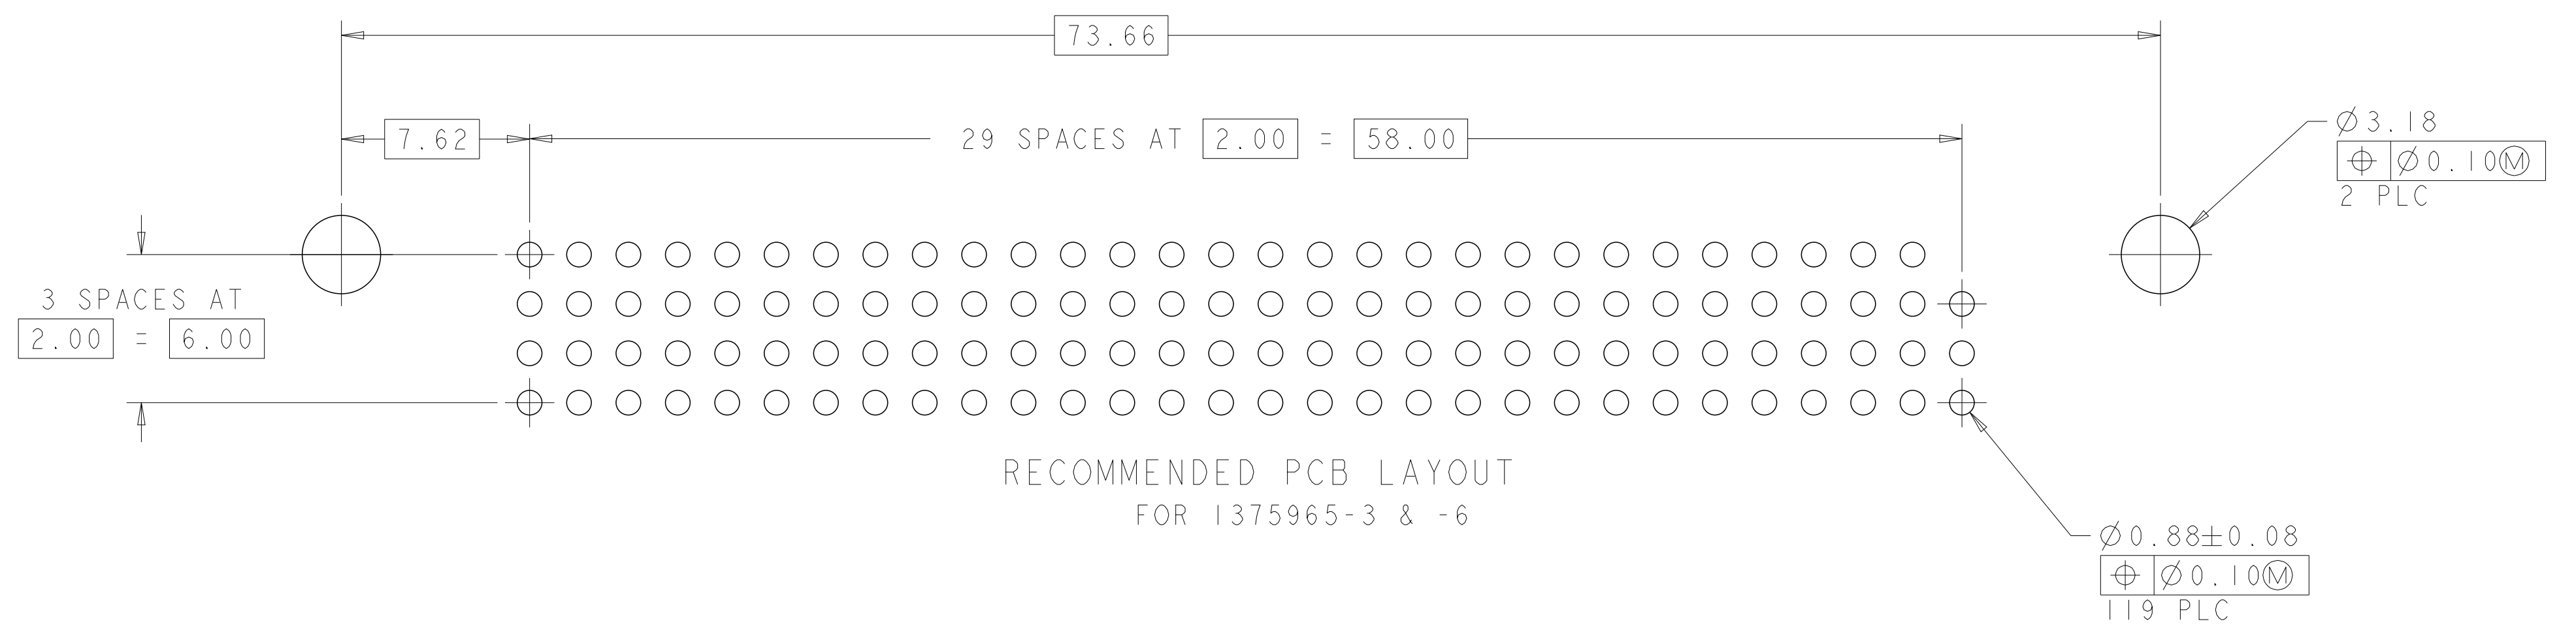 73.66
7.62
29 SPACES AT 2.00 = 58.00
Ø3.18
⌖ Ø0.10Ⓜ
2 PLC
3 SPACES AT
2.00 = 6.00
RECOMMENDED PCB LAYOUT
FOR 1375965-3 & -6
Ø0.88±0.08
⌖ Ø0.10Ⓜ
119 PLC